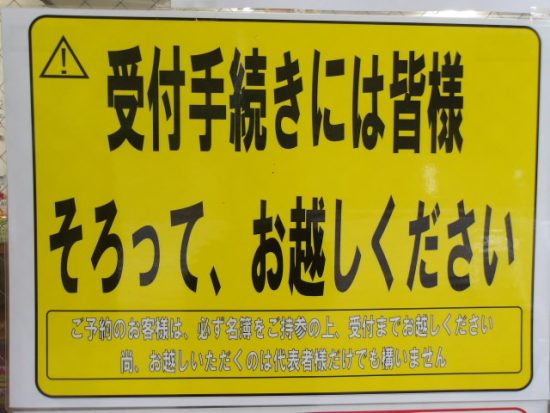 受付手続きには皆様
そろって、お越しください
ご予約のお客様は、必ず名簿をご持参の上、受付までお越しください
尚、お越しいただくのは代表者様だけでも構いません